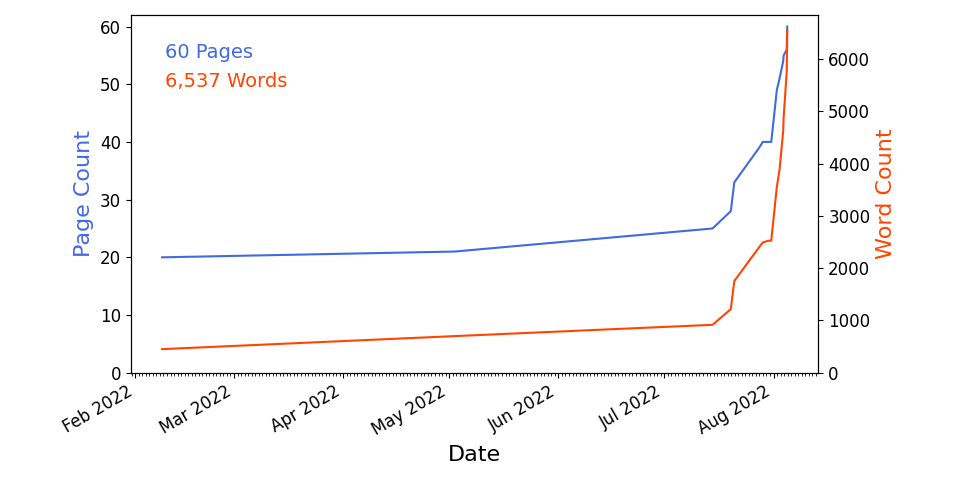 60 Pages
6,537 Words
Page Count
60
50
40
30
20
10
0
Word Count
6000
5000
4000
3000
2000
1000
0
Feb 2022
Mar 2022
Apr 2022
May 2022
Jun 2022
Jul 2022
Aug 2022
Date